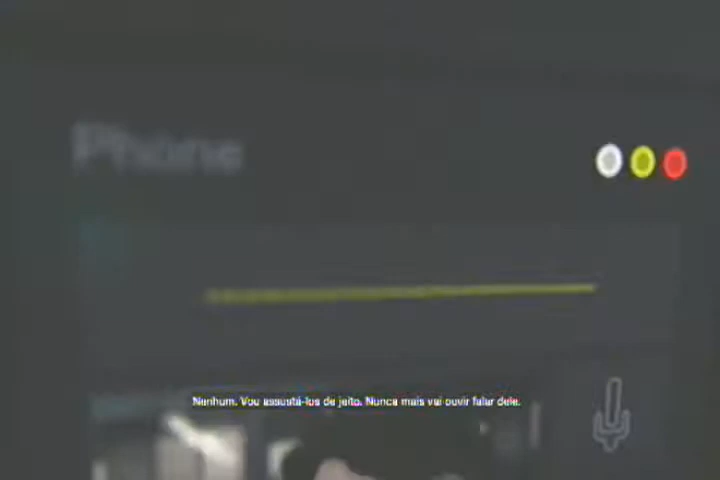 Phone
Nenhum. Vou assustá-los de jeito. Nunca mais vai ouvir falar dele.